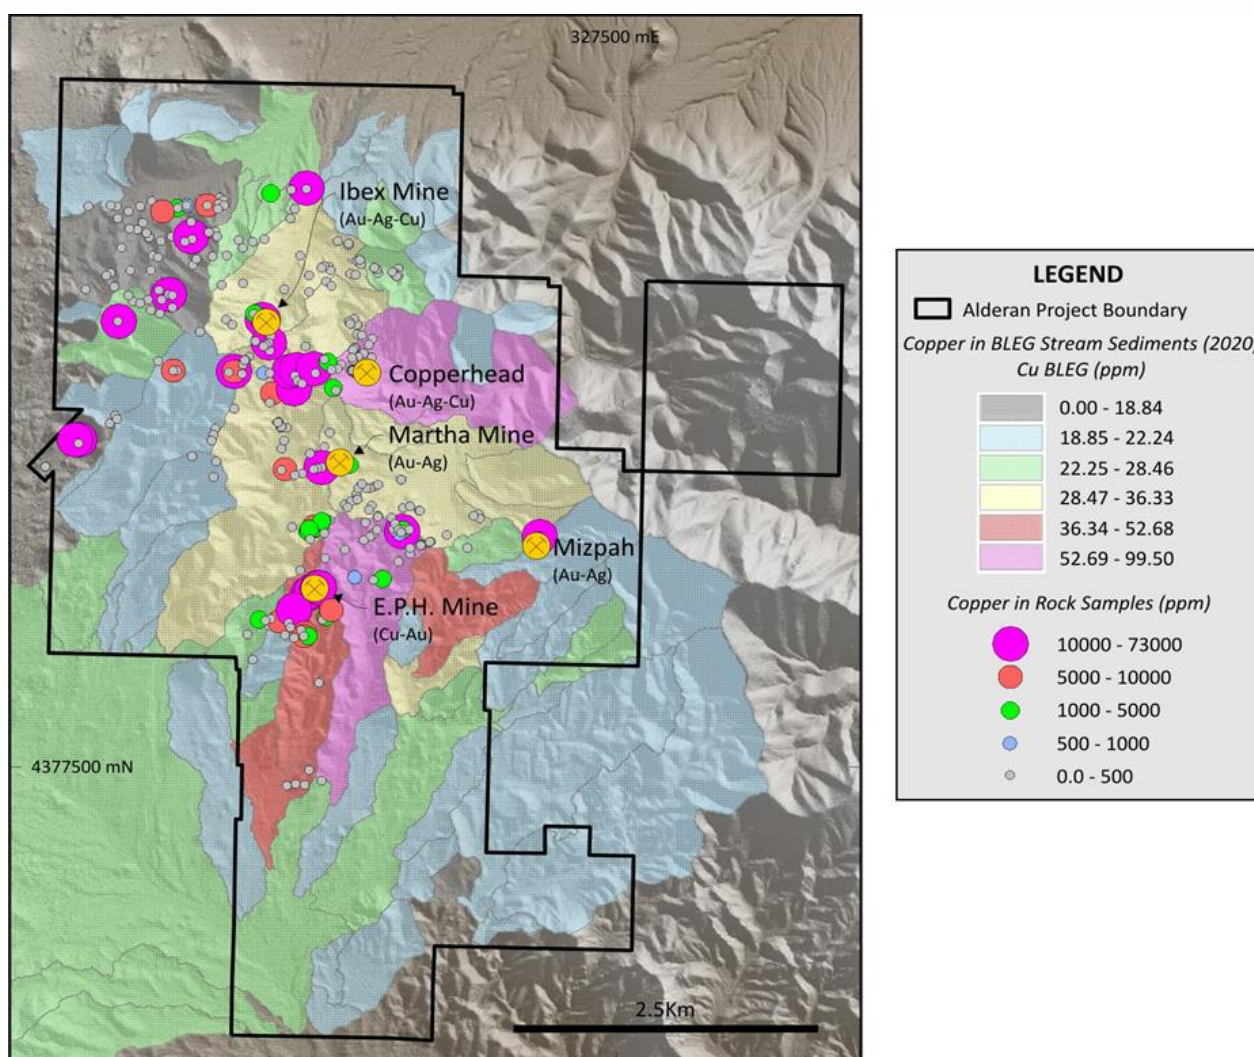 327500 mE
Ibex Mine
(Au-Ag-Cu)
Copperhead
(Au-Ag-Cu)
Martha Mine
(Au-Ag)
Mizpah
(Au-Ag)
E.P.H. Mine
(Cu-Au)
4377500 mN
2.5Km
LEGEND
Alderan Project Boundary
Copper in BLEG Stream Sediments (2020)
Cu BLEG (ppm)
0.00 - 18.84
18.85 - 22.24
22.25 - 28.46
28.47 - 36.33
36.34 - 52.68
52.69 - 99.50
Copper in Rock Samples (ppm)
10000 - 73000
5000 - 10000
1000 - 5000
500 - 1000
0.0 - 500